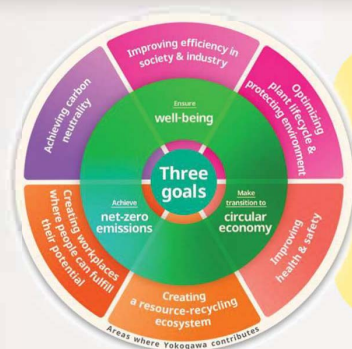 Improving efficiency in
society & industry
Optimizing
plant lifecycle &
protecting environment
Improving
health & safety
Creating
a resource-recycling
ecosystem
Creating workplaces
where people can fulfill
their potential
Achieving carbon
neutrality
Ensure
well-being
Make
transition to
circular
economy
Achieve
net-zero
emissions
Three
goals
Areas where Yokogawa contributes